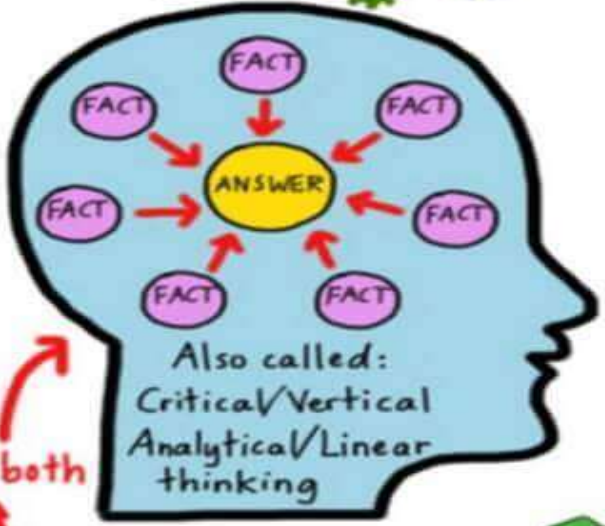 FACT
FACT
FACT
ANSWER
FACT
FACT
FACT
FACT
Also called:
Critical/Vertical
Analytical/Linear
thinking
both